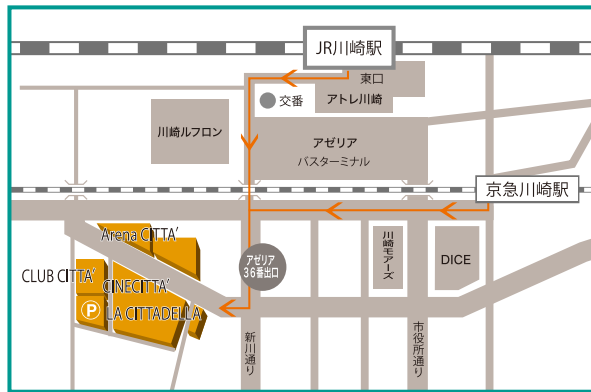 JR川崎駅
東口
アトレ川崎
交番
川崎ルフロン
アゼリア
バスターミナル
京急川崎駅
Arena CITTA'
アゼリア
36番出口
川崎モアーズ
DICE
CLUB CITTA'
CINECITTA'
P
LA CITTADELLA
新川通り
市役所通り